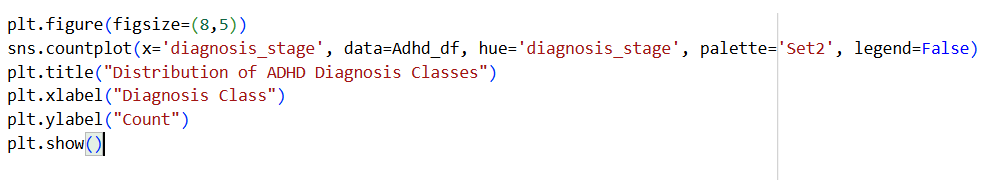 plt.figure(figsize=(8,5))
sns.countplot(x='diagnosis_stage', data=Adhd_df, hue='diagnosis_stage', palette='Set2', legend=False)
plt.title("Distribution of ADHD Diagnosis Classes")
plt.xlabel("Diagnosis Class")
plt.ylabel("Count")
plt.show()